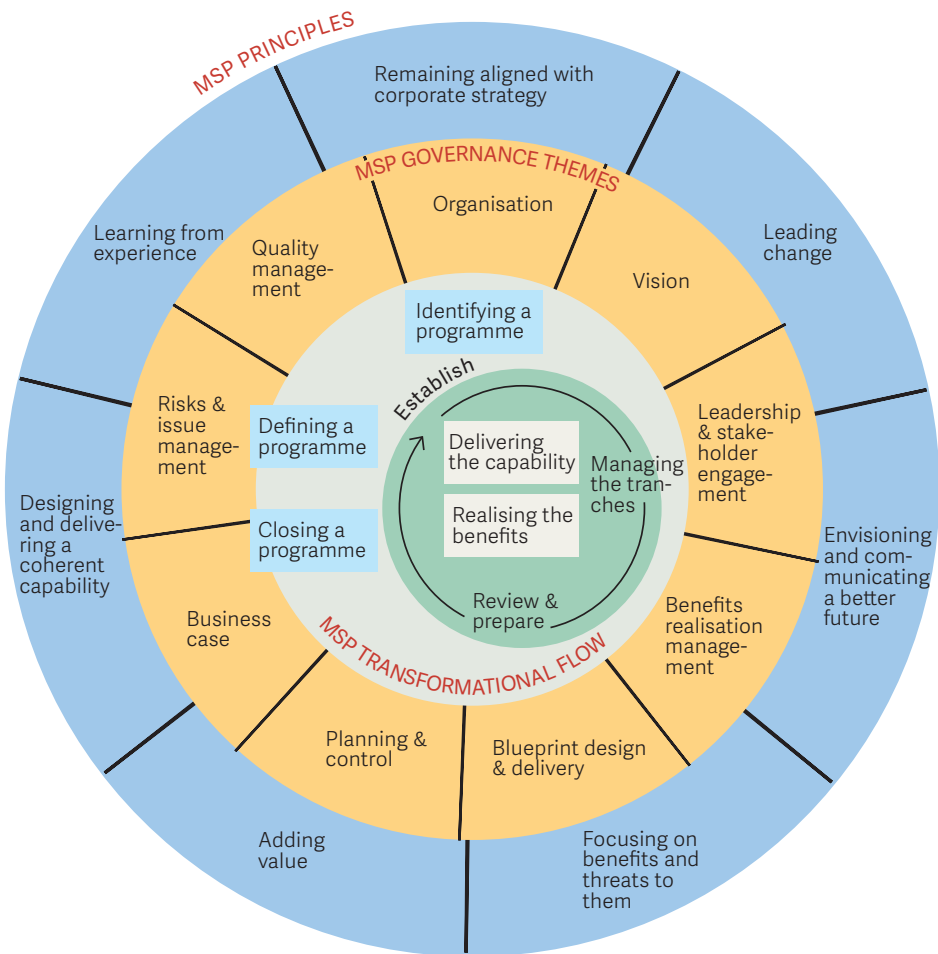 MSP PRINCIPLES
Remaining aligned with
corporate strategy
Leading
change
Envisioning
and com-
municating
a better
future
Focusing on
benefits and
threats to
them
Adding
value
Designing
and delive-
ring a
coherent
capability
Learning from
experience
MSP GOVERNANCE THEMES
Organisation
Vision
Leadership
& stake-
holder
engage-
ment
Benefits
realisation
manage-
ment
Blueprint design
& delivery
Planning &
control
Business
case
Risks &
issue
manage-
ment
Quality
manage-
ment
MSP TRANSFORMATIONAL FLOW
Identifying a
programme
Defining a
programme
Closing a
programme
Establish
Delivering
the capability
Realising the
benefits
Managing
the tran-
ches
Review &
prepare